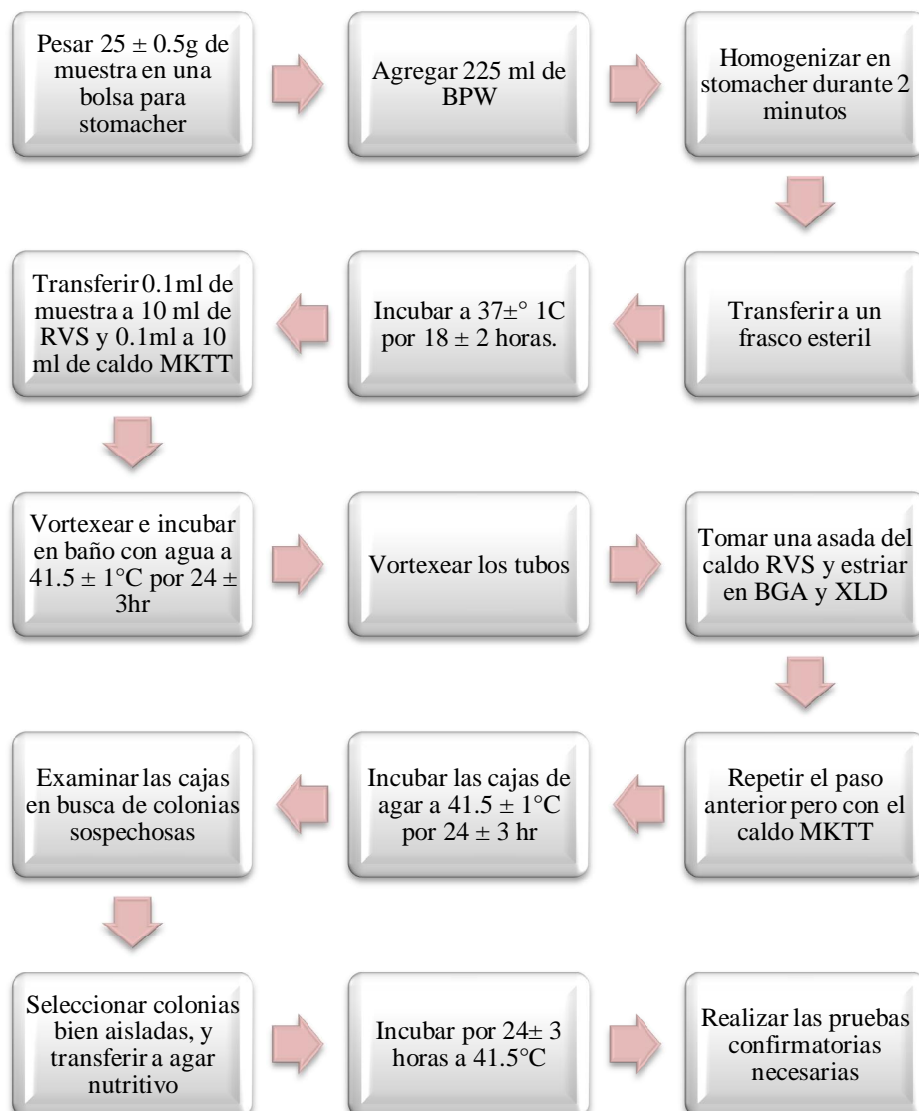 Pesar 25 ± 0.5g de
muestra en una
bolsa para
stomacher
Agregar 225 ml de
BPW
Homogenizar en
stomacher durante 2
minutos
Transferir a un
frasco esteril
Incubar a 37±° 1C
por 18 ± 2 horas.
Transferir 0.1ml de
muestra a 10 ml de
RVS y 0.1ml a 10
ml de caldo MKTT
Vortexear e incubar
en baño con agua a
41.5 ± 1°C por 24 ±
3hr
Vortexear los tubos
Tomar una asada del
caldo RVS y estriar
en BGA y XLD
Repetir el paso
anterior pero con el
caldo MKTT
Incubar las cajas de
agar a 41.5 ± 1°C
por 24 ± 3 hr
Examinar las cajas
en busca de colonias
sospechosas
Seleccionar colonias
bien aisladas, y
transferir a agar
nutritivo
Incubar por 24± 3
horas a 41.5°C
Realizar las pruebas
confirmatorias
necesarias